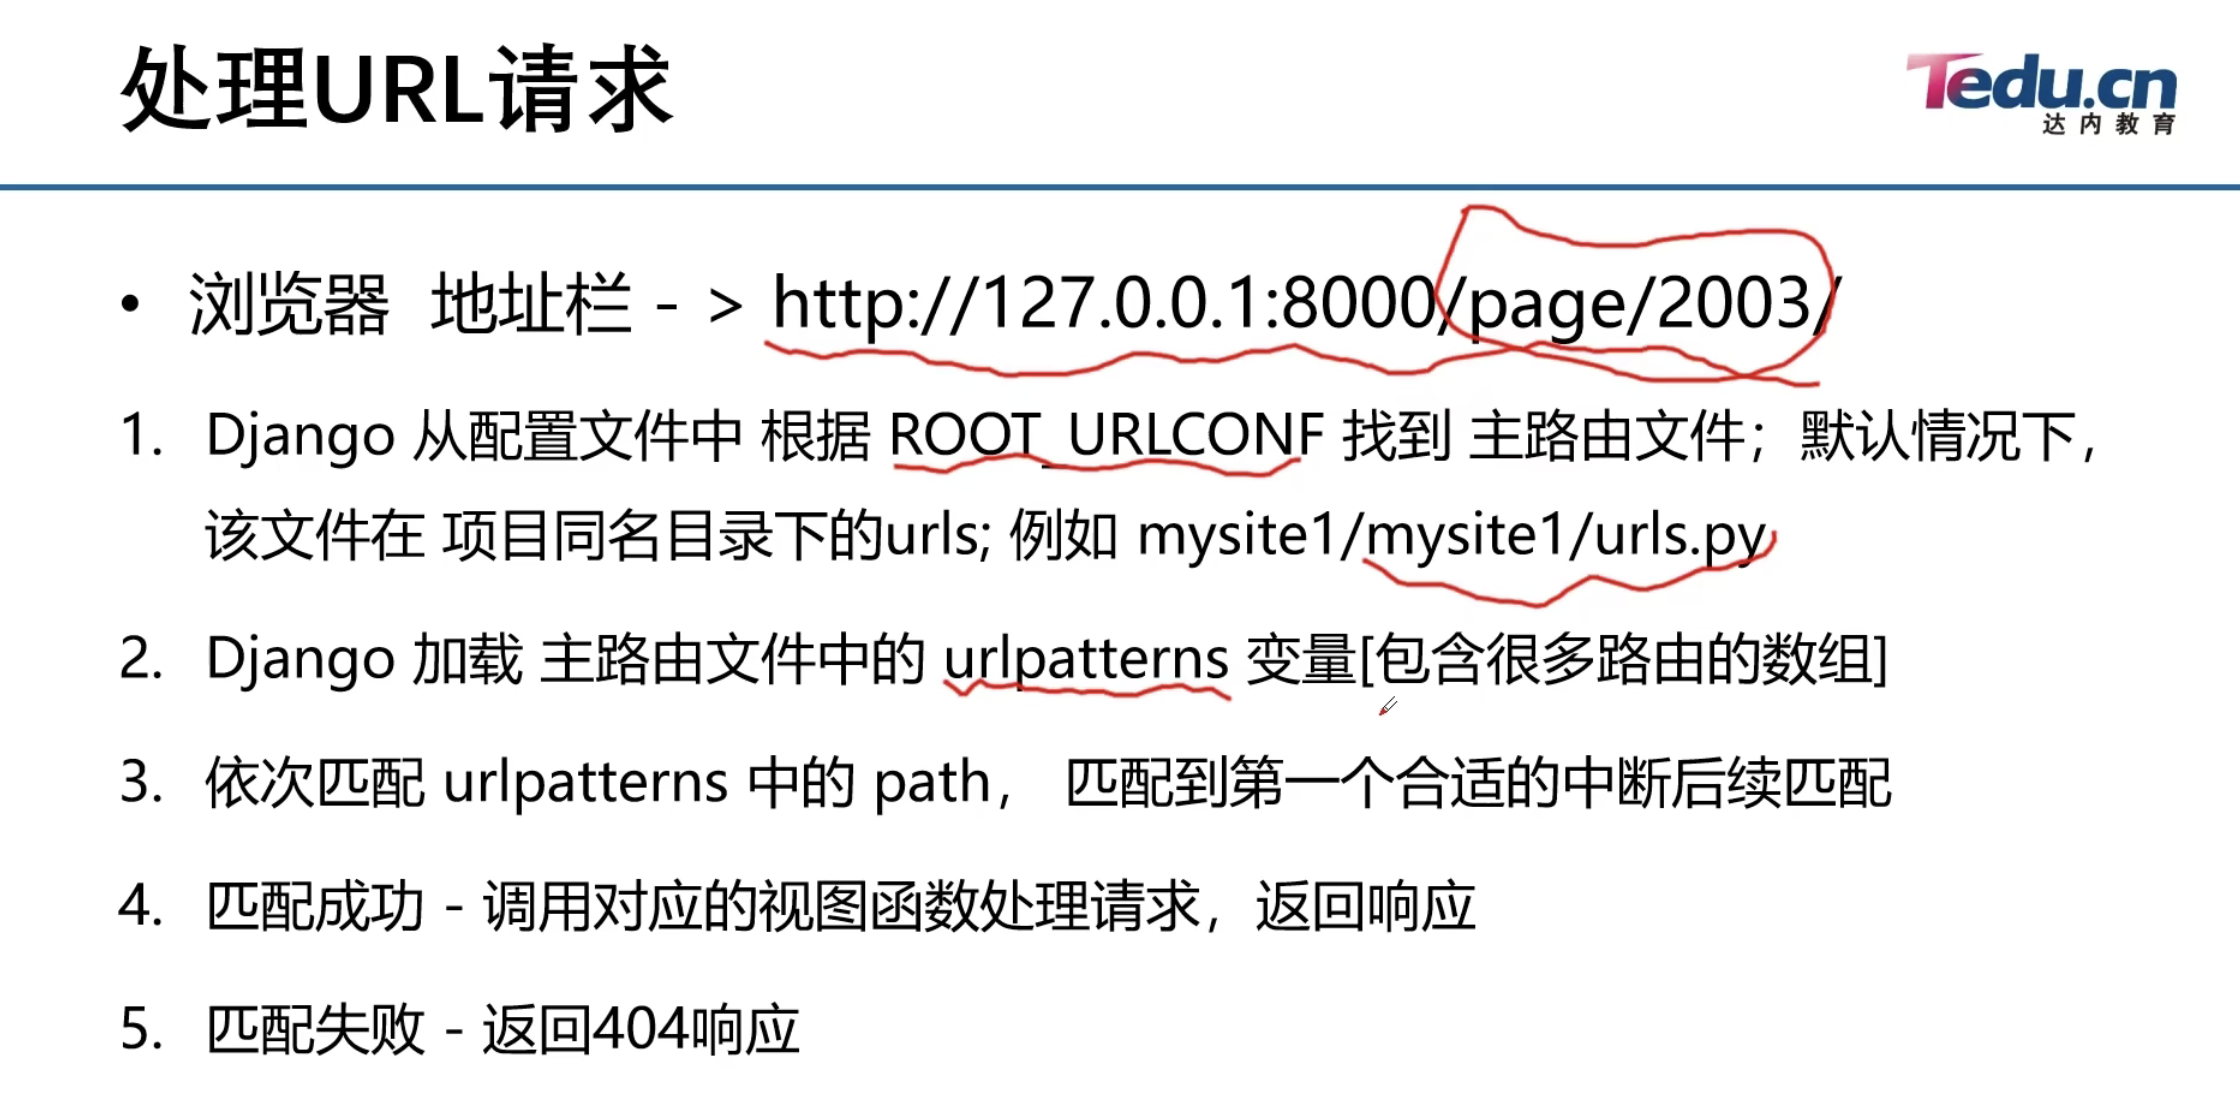 处理URL请求
Tedu.cn
达内教育
• 浏览器 地址栏 - > http://127.0.0.1:8000/page/2003/
1. Django 从配置文件中 根据 ROOT_URLCONF 找到 主路由文件；默认情况下，
该文件在 项目同名目录下的urls; 例如 mysite1/mysite1/urls.py
2. Django 加载 主路由文件中的 urlpatterns 变量[包含很多路由的数组]
3. 依次匹配 urlpatterns 中的 path， 匹配到第一个合适的中断后续匹配
4. 匹配成功 - 调用对应的视图函数处理请求，返回响应
5. 匹配失败 - 返回404响应